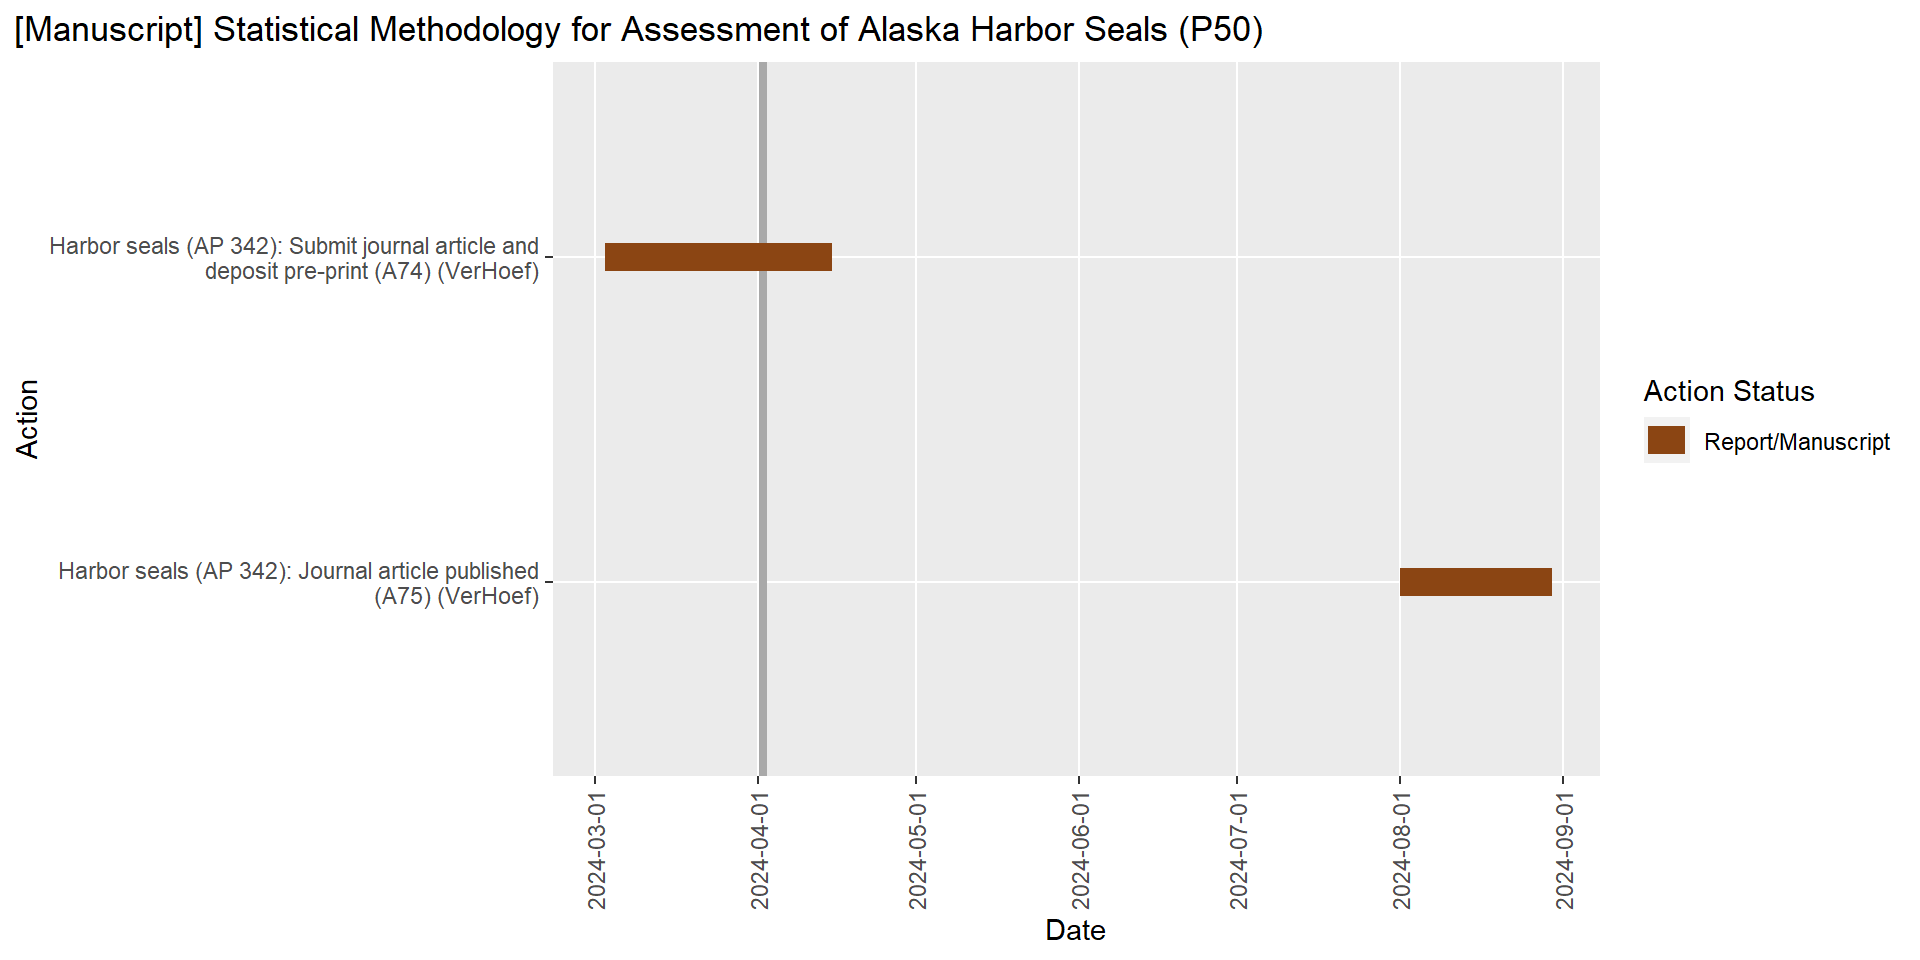 [Manuscript] Statistical Methodology for Assessment of Alaska Harbor Seals (P50)
Harbor seals (AP 342): Submit journal article and
deposit pre-print (A74) (VerHoef)
Action
Harbor seals (AP 342): Journal article published
(A75) (VerHoef)
2024-03-01
2024-04-01
2024-05-01
2024-06-01
2024-07-01
2024-08-01
2024-09-01
Date
Action Status
Report/Manuscript